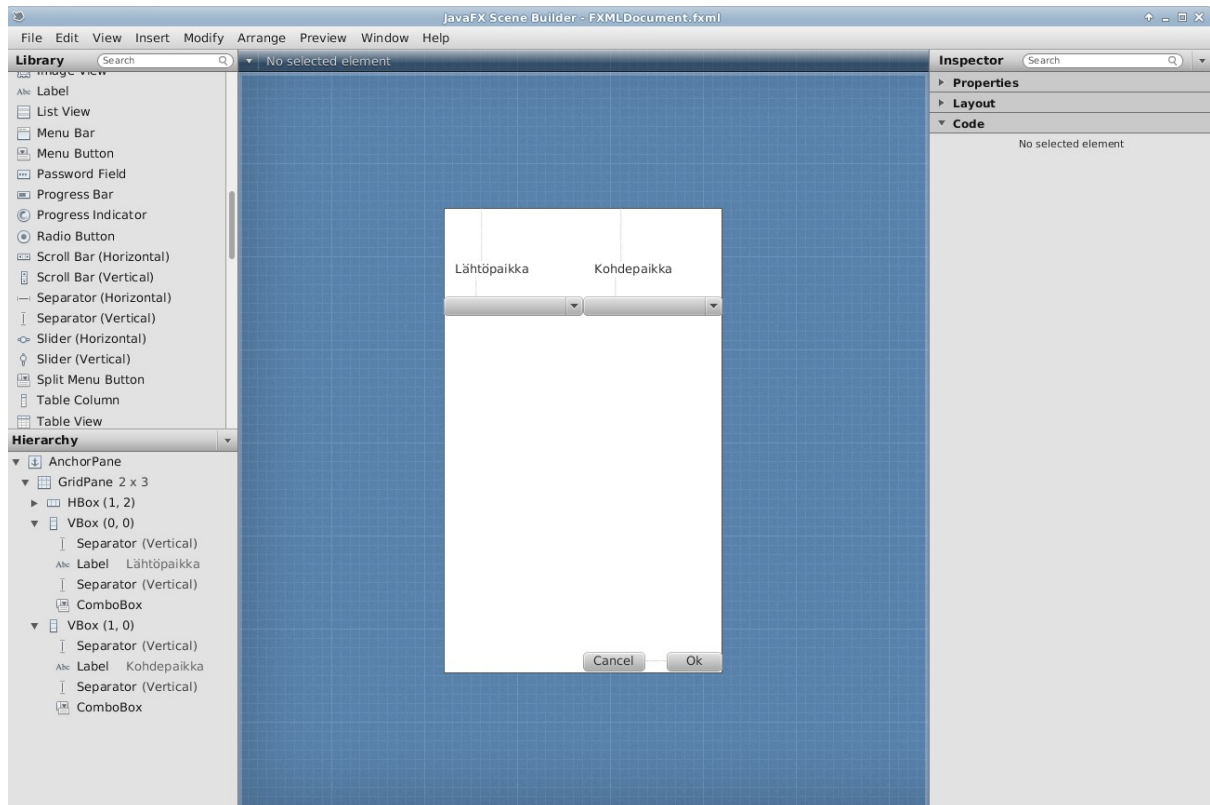 JavaFX Scene Builder - FXMLDocument.fxml
File Edit View Insert Modify Arrange Preview Window Help
Library
Search
Image View
Abc Label
List View
Menu Bar
Menu Button
Password Field
Progress Bar
Progress Indicator
Radio Button
Scroll Bar (Horizontal)
Scroll Bar (Vertical)
Separator (Horizontal)
Separator (Vertical)
Slider (Horizontal)
Slider (Vertical)
Split Menu Button
Table Column
Table View
Hierarchy
AnchorPane
GridPane 2 x 3
HBox (1, 2)
VBox (0, 0)
Separator (Vertical)
Abc Label Lähtöpaikka
Separator (Vertical)
ComboBox
VBox (1, 0)
Separator (Vertical)
Abc Label Kohdepaikka
Separator (Vertical)
ComboBox
No selected element
Lähtöpaikka
Kohdepaikka
Cancel
Ok
Inspector
Search
Properties
Layout
Code
No selected element